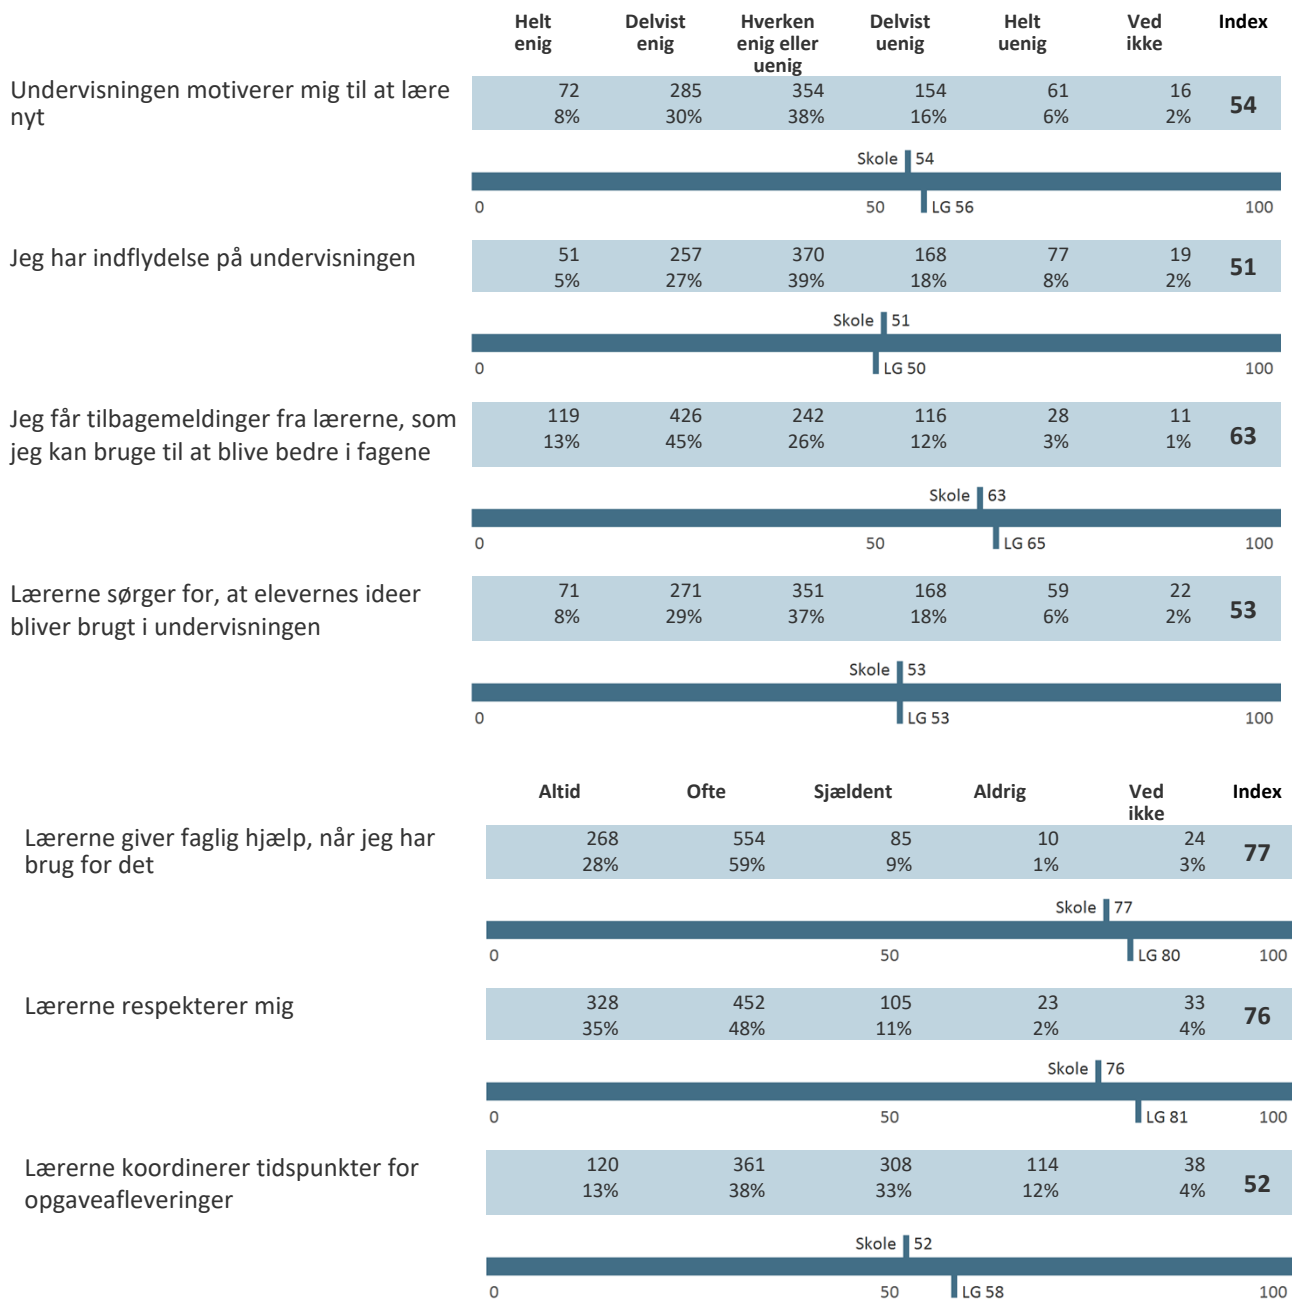 Helt Delvist Hverken Delvist Helt Ved Index
enig enig enig eller uenig uenig ikke
uenig
Undervisningen motiverer mig til at lære
nyt
72 285 354 154 61 16
8% 30% 38% 16% 6% 2%
54
Skole 54
0 50 LG 56 100
Jeg har indflydelse på undervisningen
51 257 370 168 77 19
5% 27% 39% 18% 8% 2%
51
Skole 51
0 LG 50 100
Jeg får tilbagemeldinger fra lærerne, som
jeg kan bruge til at blive bedre i fagene
119 426 242 116 28 11
13% 45% 26% 12% 3% 1%
63
Skole 63
0 50 LG 65 100
Lærerne sørger for, at elevernes ideer
bliver brugt i undervisningen
71 271 351 168 59 22
8% 29% 37% 18% 6% 2%
53
Skole 53
0 LG 53 100
Altid Ofte Sjældent Aldrig Ved Index
ikke
Lærerne giver faglig hjælp, når jeg har
brug for det
268 554 85 10 24
28% 59% 9% 1% 3%
77
Skole 77
0 50 LG 80 100
Lærerne respekterer mig
328 452 105 23 33
35% 48% 11% 2% 4%
76
Skole 76
0 50 LG 81 100
Lærerne koordinerer tidspunkter for
opgaveafleveringer
120 361 308 114 38
13% 38% 33% 12% 4%
52
Skole 52
0 50 LG 58 100